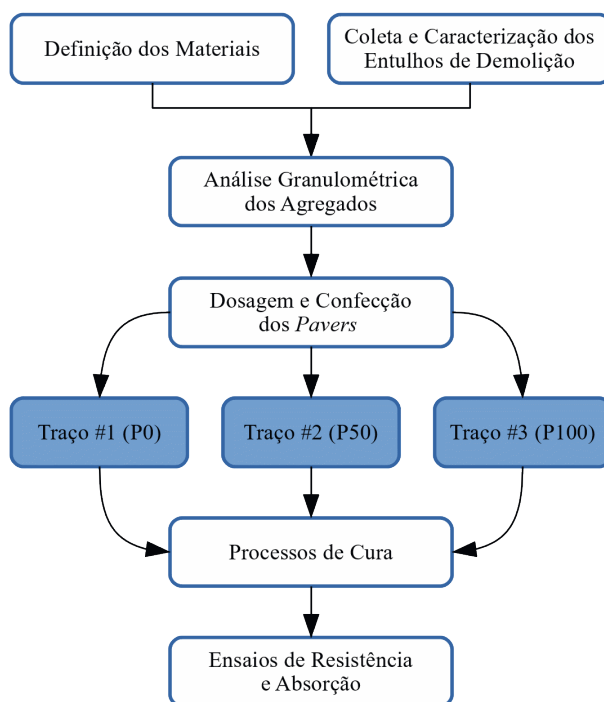 Definição dos Materiais
Coleta e Caracterização dos
Entulhos de Demolição
Análise Granulométrica
dos Agregados
Dosagem e Confecção
dos Pavers
Traço #1 (P0)
Traço #2 (P50)
Traço #3 (P100)
Processos de Cura
Ensaios de Resistência
e Absorção